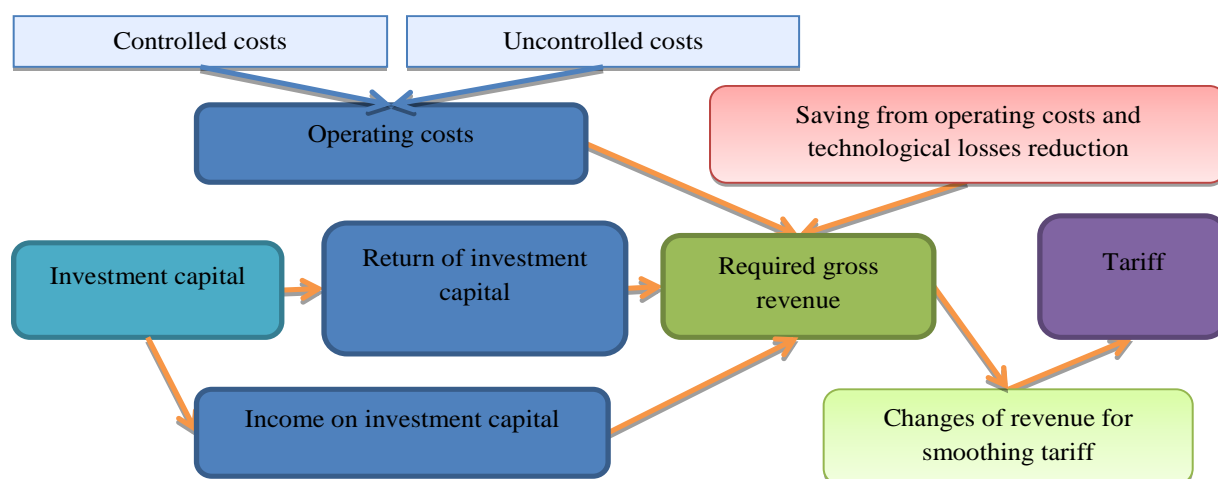 Controlled costs
Uncontrolled costs
Operating costs
Saving from operating costs and
technological losses reduction
Investment capital
Return of investment
capital
Required gross
revenue
Tariff
Income on investment capital
Changes of revenue for
smoothing tariff